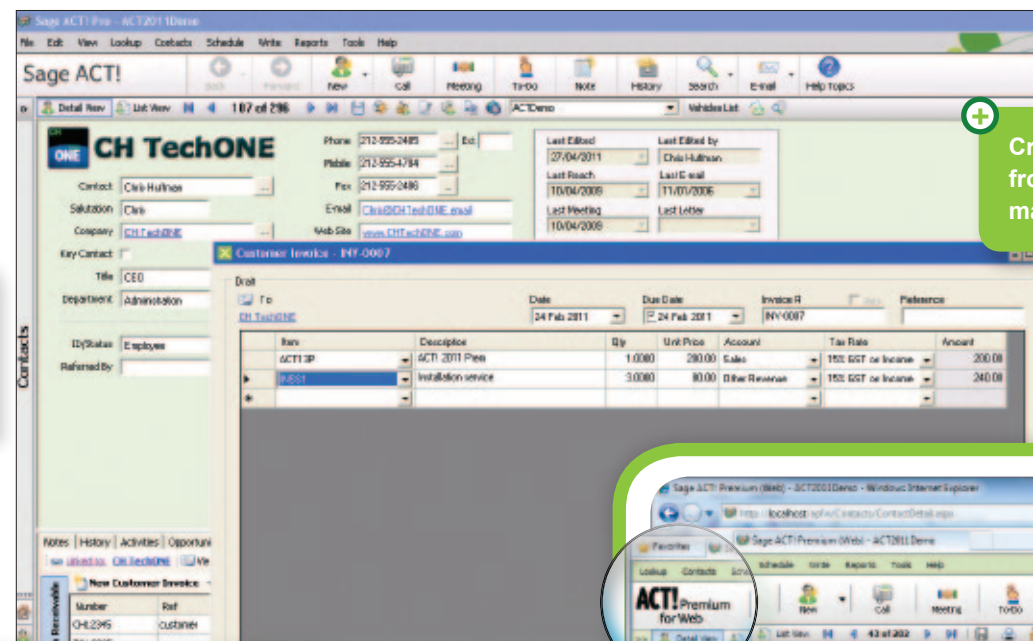 Sage ACT! Pro - ACT2011Demo
File Edit View Lookup Contacts Schedule Write Reports Tools Help
Sage ACT!
Back Forward New Call Meeting To-Do Note History Search E-mail Help Topics
Detail View List View 107 of 296 ACTDemo Vehicles List
CH
ONE CH TechONE
Phone 212-555-2485 ... Ext
Last Edited Last Edited by
Mobile 212-555-4784 ...
27/04/2011 Chris Huffman
Contact Chris Huffman ...
Fax 212-555-2486 ...
Last Reach Last E-mail
10/04/2009 11/01/2006
Salutation Chris
E-mail Chris@CHTechONE.email
Last Meeting Last Letter
Company CH TechONE ...
Web Site www.CHTechONE.com
10/04/2009
Key Contact
Title CEO
Department Administration
ID/Status Employee
Referred By
Contacts
Customer Invoice - INV-0007
Draft
To
CH TechONE
Date Due Date Invoice # Reference
24 Feb 2011 24 Feb 2011 INV-0007
Item Description Qty Unit Price Account Tax Rate Amount
ACT11 2011 Prem 1.0000 200.00 Sales 15% GST on Income 200.00
Installation service 3.0000 80.00 Other Revenue 15% GST on Income 240.00
Notes History Activities
Linked to: CH TechONE
New Customer Invoice
Number Ref
Receivable
Sage ACT! Premium (Web) - ACT2011Demo - Windows Internet Explorer
Favorites
Sage ACT! Premium (Web) - ACT2011Demo
Lookup Contacts Schedule Write Reports Tools Help
ACT! Premium
for Web
New Call Meeting To-Do
Detail View List View 43 of 202